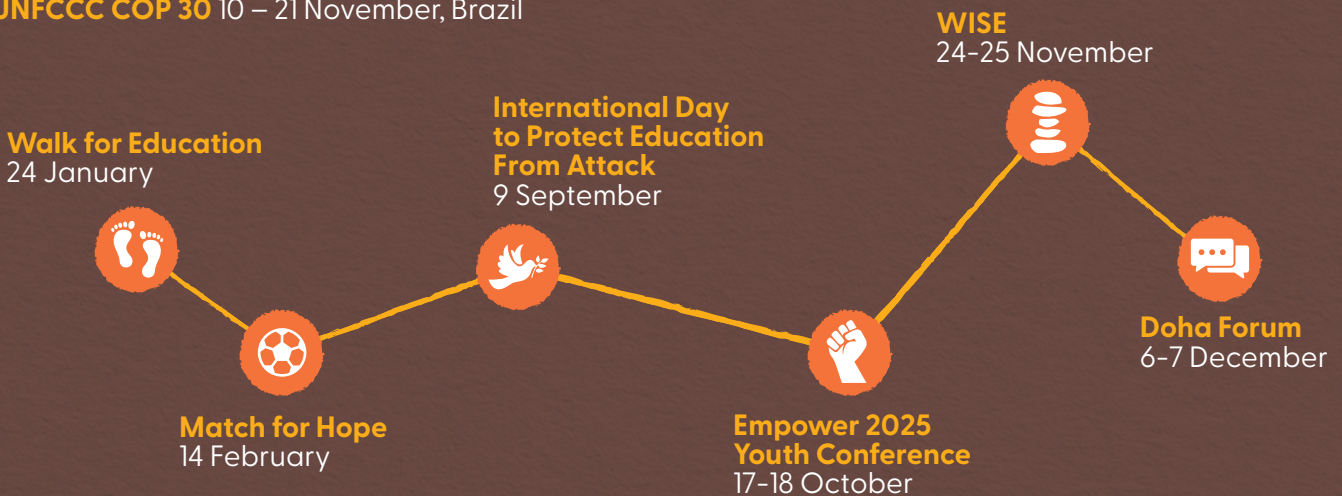 UNFCCC COP 30 10 – 21 November, Brazil
Walk for Education
24 January
Match for Hope
14 February
International Day
to Protect Education
From Attack
9 September
Empower 2025
Youth Conference
17-18 October
WISE
24-25 November
Doha Forum
6-7 December